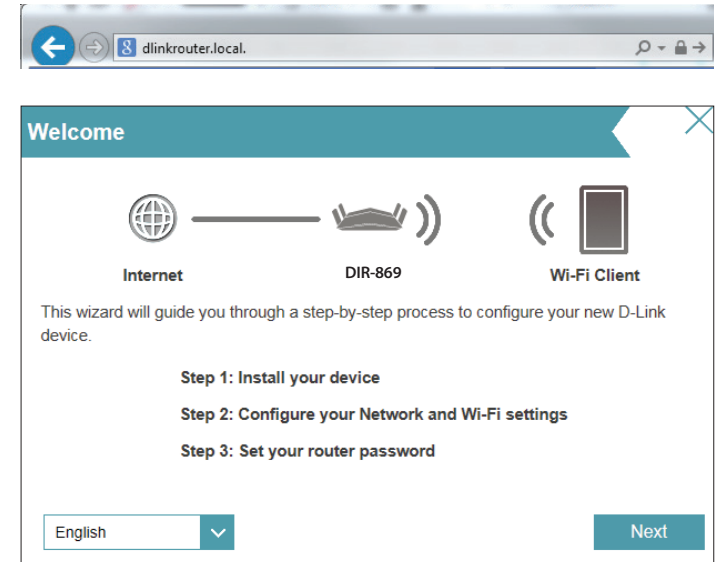 dlinkrouter.local.
Welcome
Internet
DIR-869
Wi-Fi Client
This wizard will guide you through a step-by-step process to configure your new D-Link
device.
Step 1: Install your device
Step 2: Configure your Network and Wi-Fi settings
Step 3: Set your router password
English
Next